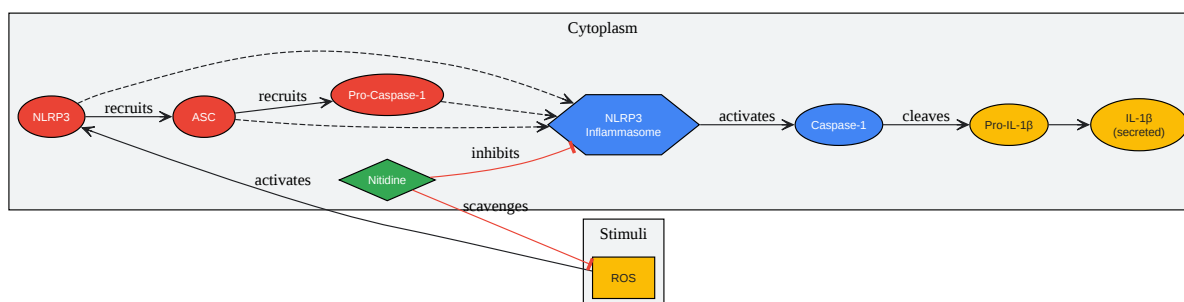 Cytoplasm
NLRP3
recruits
ASC
recruits
Pro-Caspase-1
NLRP3
Inflammasome
activates
Caspase-1
cleaves
Pro-IL-1β
IL-1β
(secreted)
inhibits
Nitidine
activates
scavenges
Stimuli
ROS